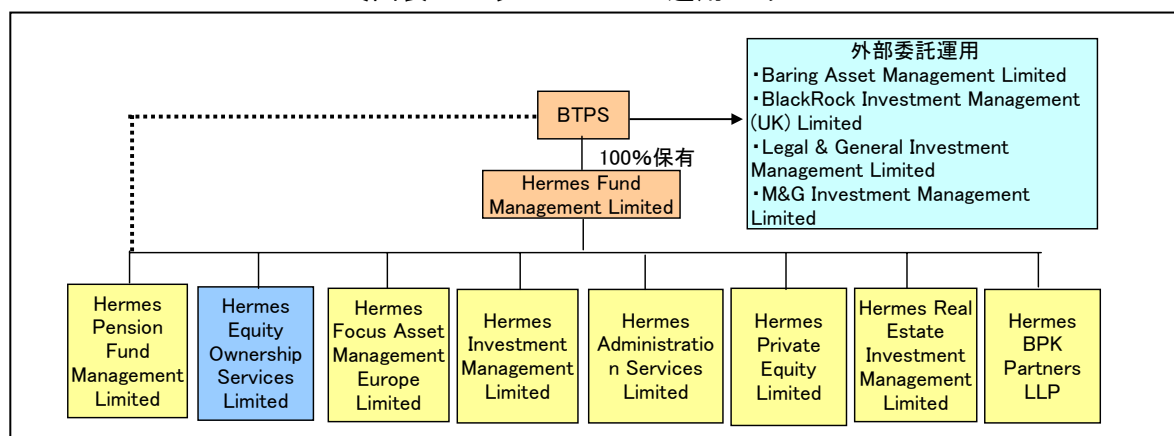 外部委託運用
・Baring Asset Management Limited
・BlackRock Investment Management
(UK) Limited
・Legal & General Investment
Management Limited
・M&G Investment Management
Limited
BTPS
100%保有
Hermes Fund
Management Limited
Hermes
Pension
Fund
Management
Limited
Hermes
Equity
Ownership
Services
Limited
Hermes
Focus Asset
Management
Europe
Limited
Hermes
Investment
Management
Limited
Hermes
Administratio
n Services
Limited
Hermes
Private
Equity
Limited
Hermes Real
Estate
Investment
Management
Limited
Hermes
BPK
Partners
LLP